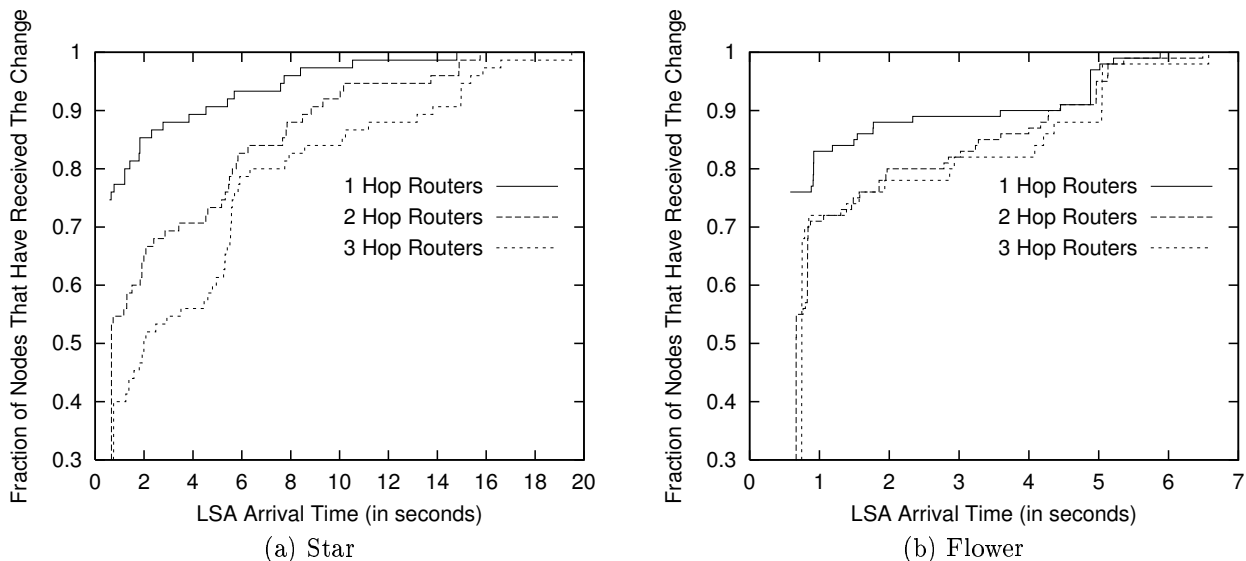 Fraction of Nodes That Have Received The Change
1
0.9
0.8
0.7
0.6
0.5
0.4
0.3
0 2 4 6 8 10 12 14 16 18 20
LSA Arrival Time (in seconds)
1 Hop Routers
2 Hop Routers
3 Hop Routers
(a) Star
Fraction of Nodes That Have Received The Change
1
0.9
0.8
0.7
0.6
0.5
0.4
0.3
0 1 2 3 4 5 6 7
LSA Arrival Time (in seconds)
1 Hop Routers
2 Hop Routers
3 Hop Routers
(b) Flower